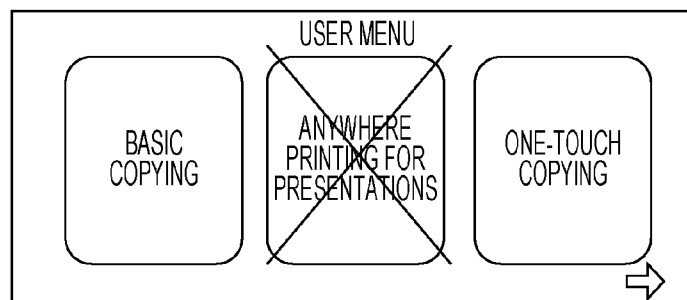 USER MENU
BASIC
COPYING
ANYWHERE
PRINTING FOR
PRESENTATIONS
ONE-TOUCH
COPYING